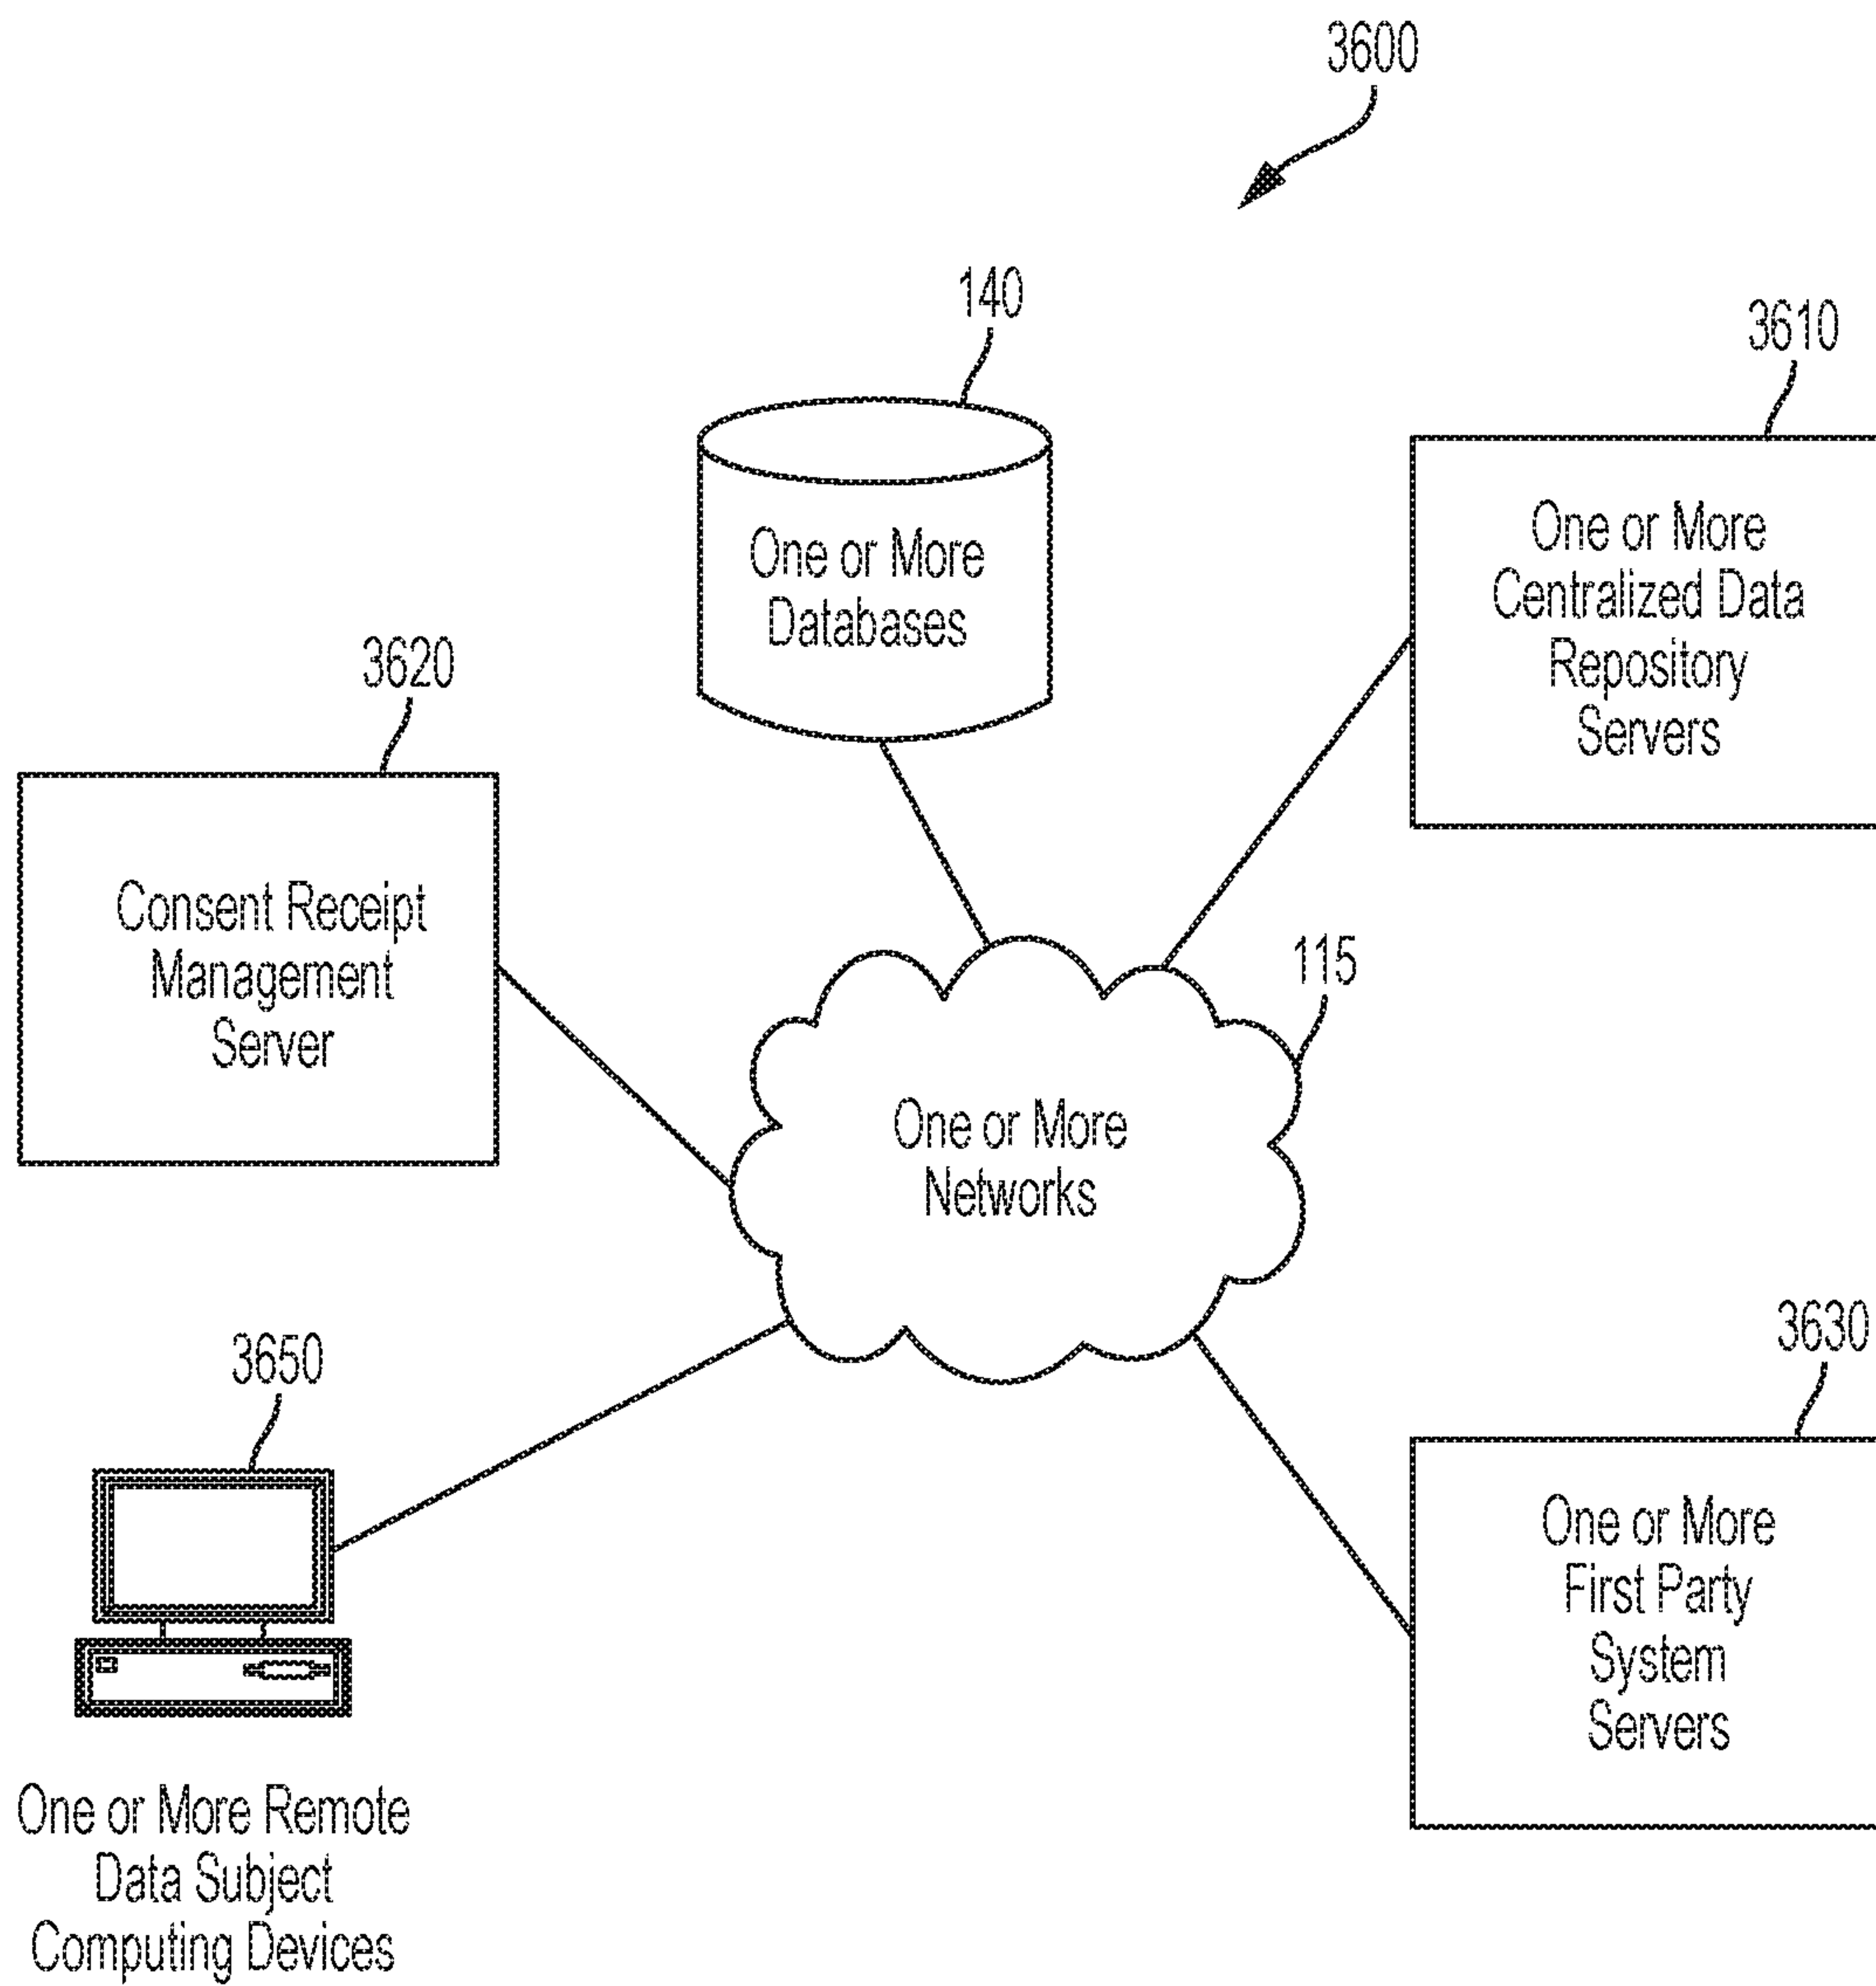 3600
140
3610
One or More
Databases
One or More
Centralized Data
Repository
Servers
3620
Consent Receipt
Management
Server
115
One or More
Networks
3650
3630
One or More
First Party
System
Servers
One or More Remote
Data Subject
Computing Devices